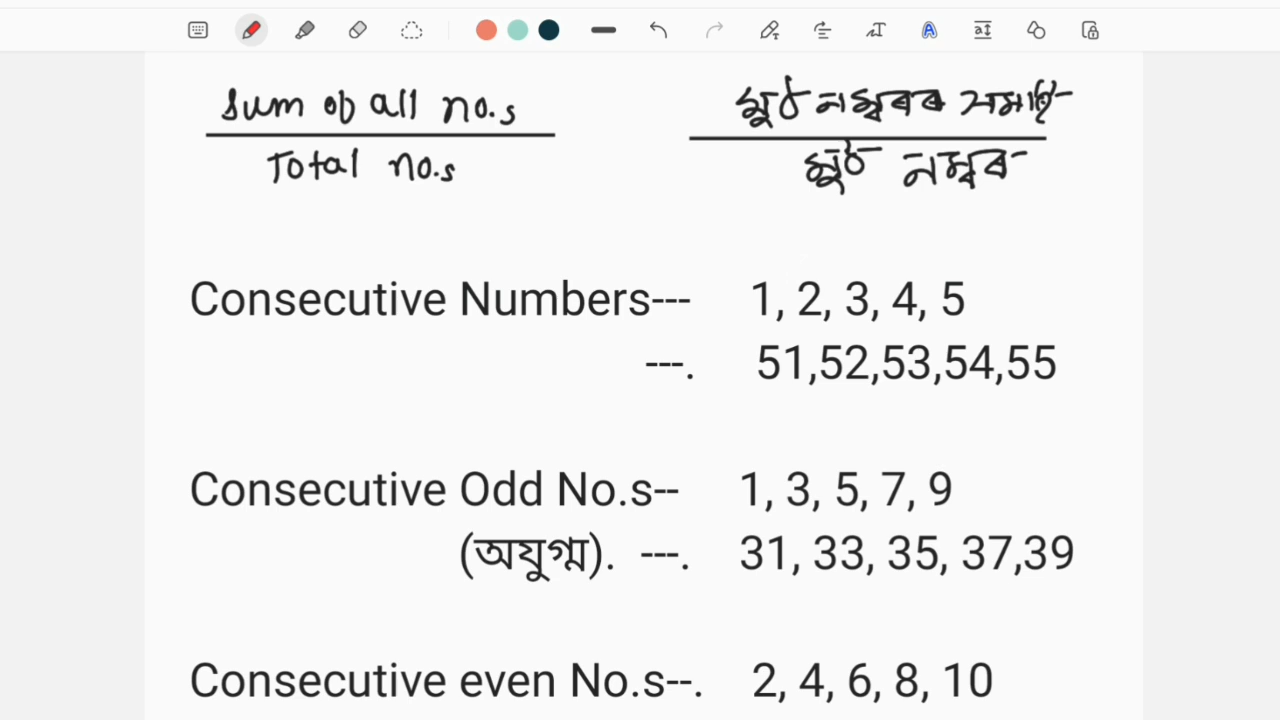 Sum of all no.s
Total no.s
মুঠ নম্বৰৰ সমষ্টি
মুঠ নম্বৰ
Consecutive Numbers--- 1, 2, 3, 4, 5
---. 51,52,53,54,55
Consecutive Odd No.s-- 1, 3, 5, 7, 9
(অযুগ্ম). ---. 31, 33, 35, 37,39
Consecutive even No.s--. 2, 4, 6, 8, 10